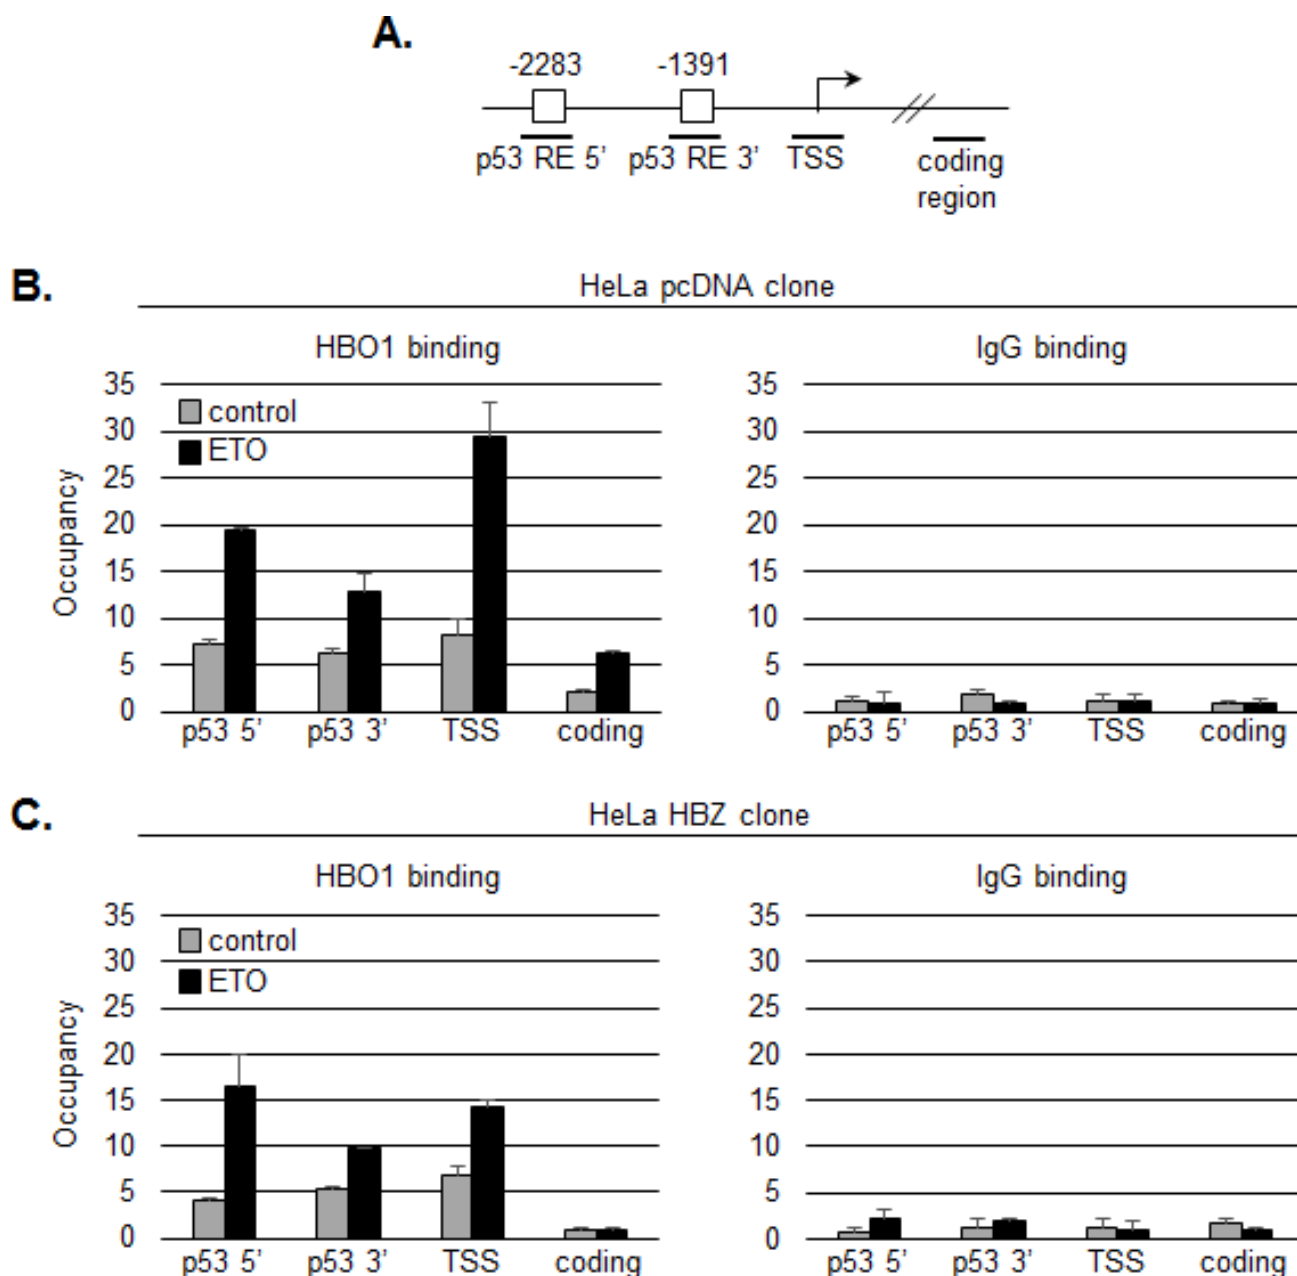 A.
-2283 -1391
p53 RE 5’ p53 RE 3’ TSS coding
region
B.
HeLa pcDNA clone
HBO1 binding
Occupancy
35
30
25
20
15
10
5
0
control
ETO
p53 5’ p53 3’ TSS coding
IgG binding
35
30
25
20
15
10
5
0
p53 5’ p53 3’ TSS coding
C.
HeLa HBZ clone
HBO1 binding
Occupancy
35
30
25
20
15
10
5
0
control
ETO
p53 5’ p53 3’ TSS coding
IgG binding
35
30
25
20
15
10
5
0
p53 5’ p53 3’ TSS coding